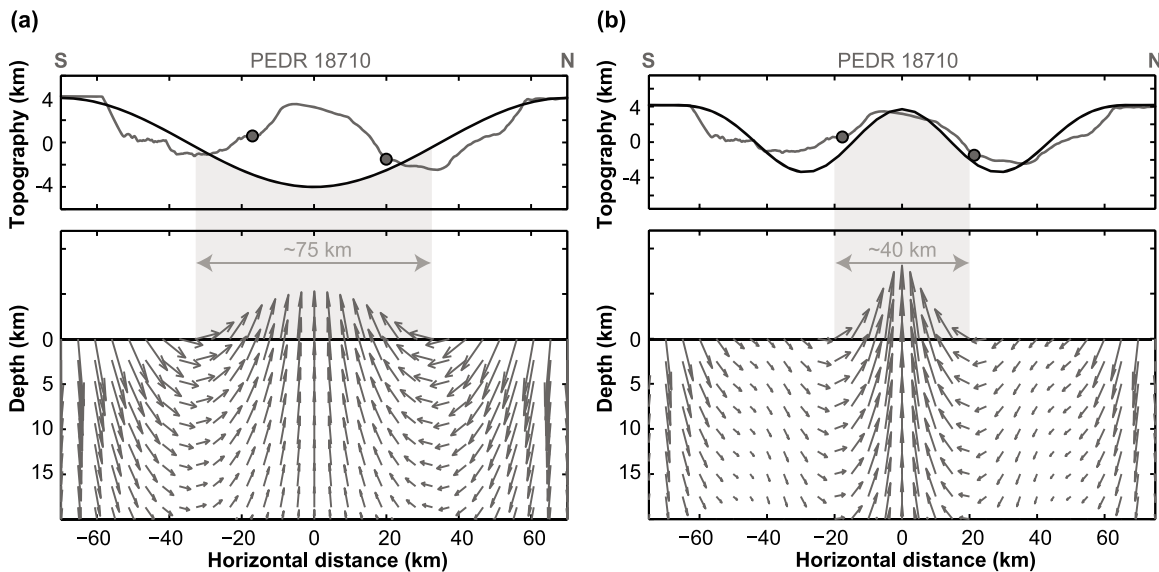 (a)
S PEDR 18710 N
Topography (km)
4
0
−4
~75 km
Depth (km)
0
5
10
15
−60 −40 −20 0 20 40 60
Horizontal distance (km)
(b)
S PEDR 18710 N
Topography (km)
4
0
−4
~40 km
Depth (km)
0
5
10
15
−60 −40 −20 0 20 40 60
Horizontal distance (km)